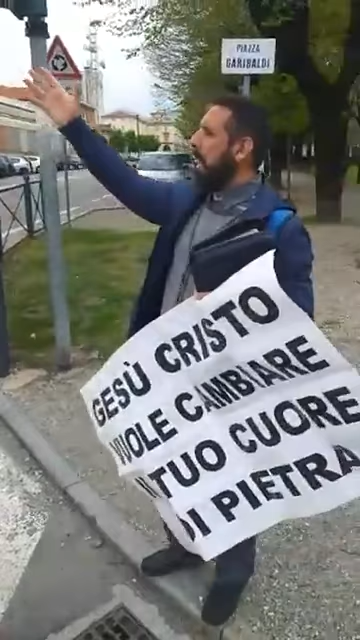 PIAZZA
GARIBALDI
GESÙ CRISTO
VUOLE CAMBIARE
IL TUO CUORE
DI PIETRA